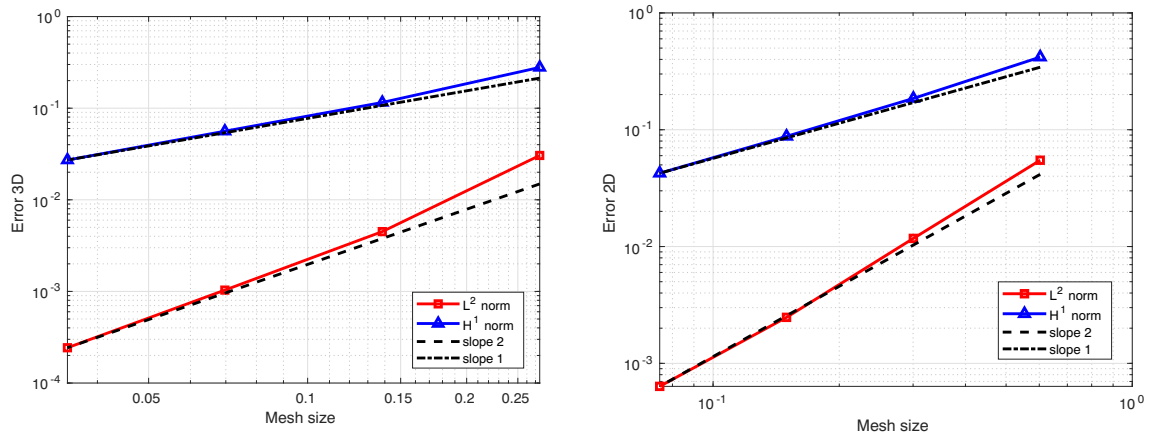 10^0
10^-1
10^-2
10^-3
10^-4
Error 3D
0.05
0.1
0.15
0.2
0.25
Mesh size
L^2 norm
H^1 norm
slope 2
slope 1
10^0
10^-1
10^-2
10^-3
Error 2D
10^-1
10^0
Mesh size
L^2 norm
H^1 norm
slope 2
slope 1